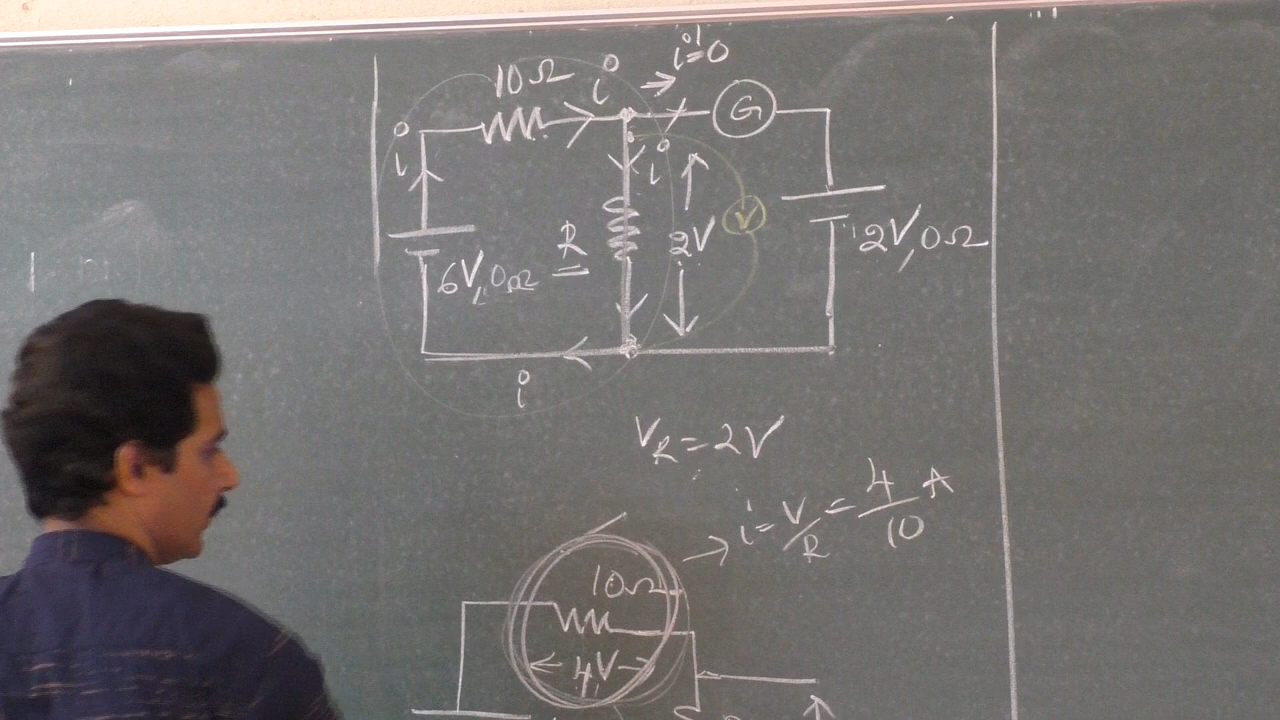 i=0
10Ω i
i G
i
R 2V V
6V, 0Ω 2V, 0Ω
i
V_R = 2V
i = V/R = 4/10 A
10Ω
4V